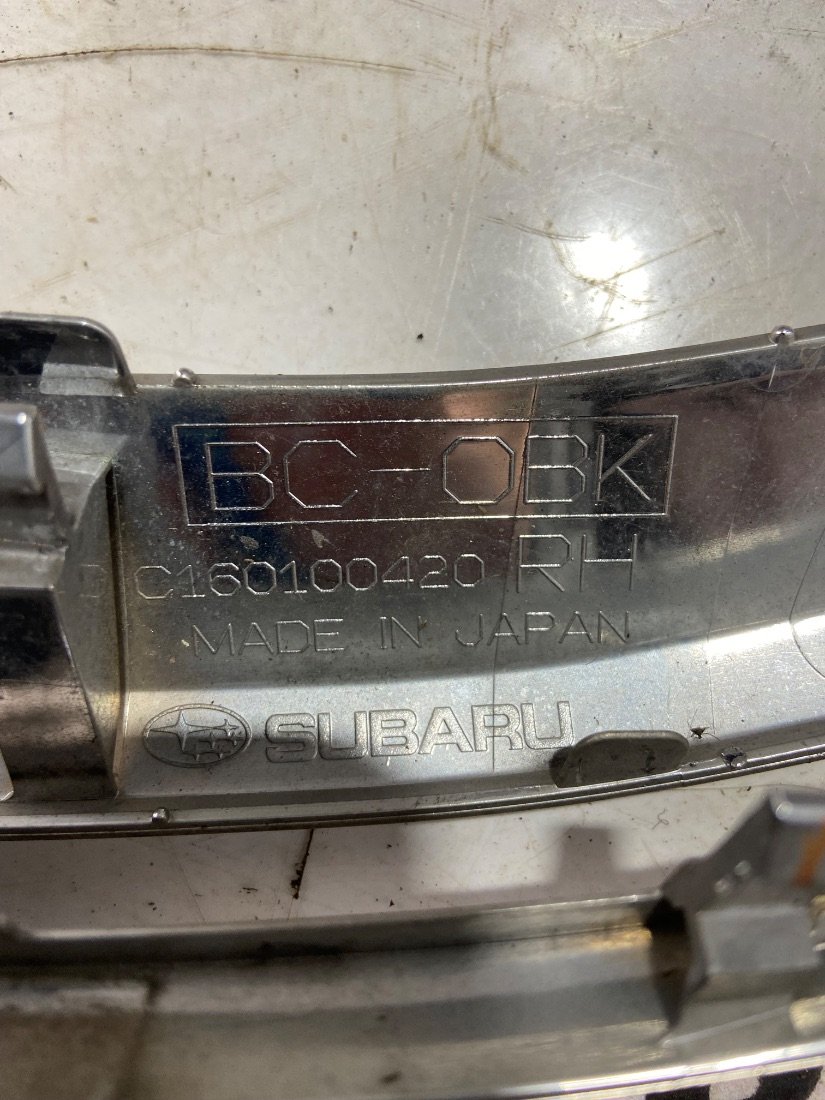 BC-OBK
C160100420 RH
MADE IN JAPAN
SUBARU